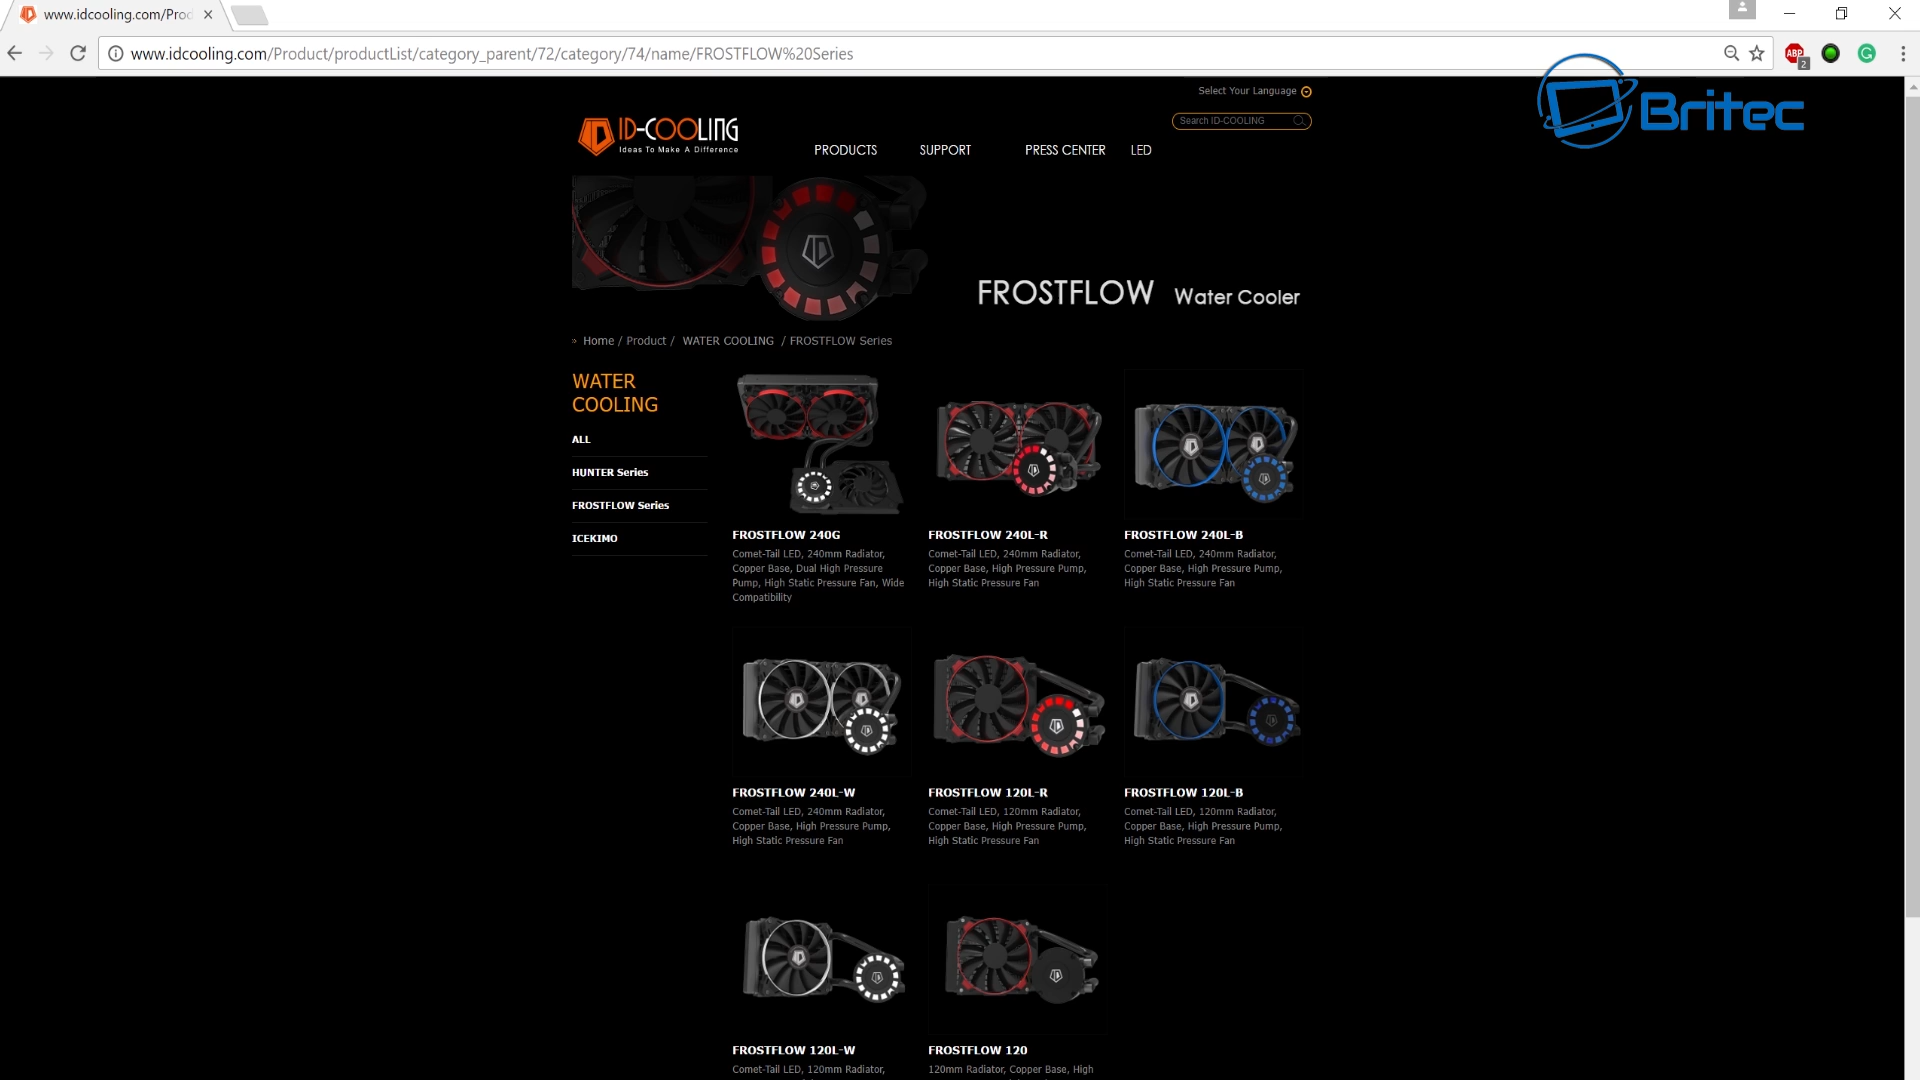 www.idcooling.com/Prod
www.idcooling.com/Product/productList/category_parent/72/category/74/name/FROSTFLOW%20Series
ABP
2
Britec
Select Your Language
Search ID-COOLING
ID-COOLING
Ideas To Make A Difference
PRODUCTS
SUPPORT
PRESS CENTER
LED
FROSTFLOW Water Cooler
» Home / Product / WATER COOLING / FROSTFLOW Series
WATER
COOLING
ALL
HUNTER Series
FROSTFLOW Series
ICEKIMO
FROSTFLOW 240G
Comet-Tail LED, 240mm Radiator,
Copper Base, Dual High Pressure
Pump, High Static Pressure Fan, Wide
Compatibility
FROSTFLOW 240L-R
Comet-Tail LED, 240mm Radiator,
Copper Base, High Pressure Pump,
High Static Pressure Fan
FROSTFLOW 240L-B
Comet-Tail LED, 240mm Radiator,
Copper Base, High Pressure Pump,
High Static Pressure Fan
FROSTFLOW 240L-W
Comet-Tail LED, 240mm Radiator,
Copper Base, High Pressure Pump,
High Static Pressure Fan
FROSTFLOW 120L-R
Comet-Tail LED, 120mm Radiator,
Copper Base, High Pressure Pump,
High Static Pressure Fan
FROSTFLOW 120L-B
Comet-Tail LED, 120mm Radiator,
Copper Base, High Pressure Pump,
High Static Pressure Fan
FROSTFLOW 120L-W
Comet-Tail LED, 120mm Radiator,
FROSTFLOW 120
120mm Radiator, Copper Base, High